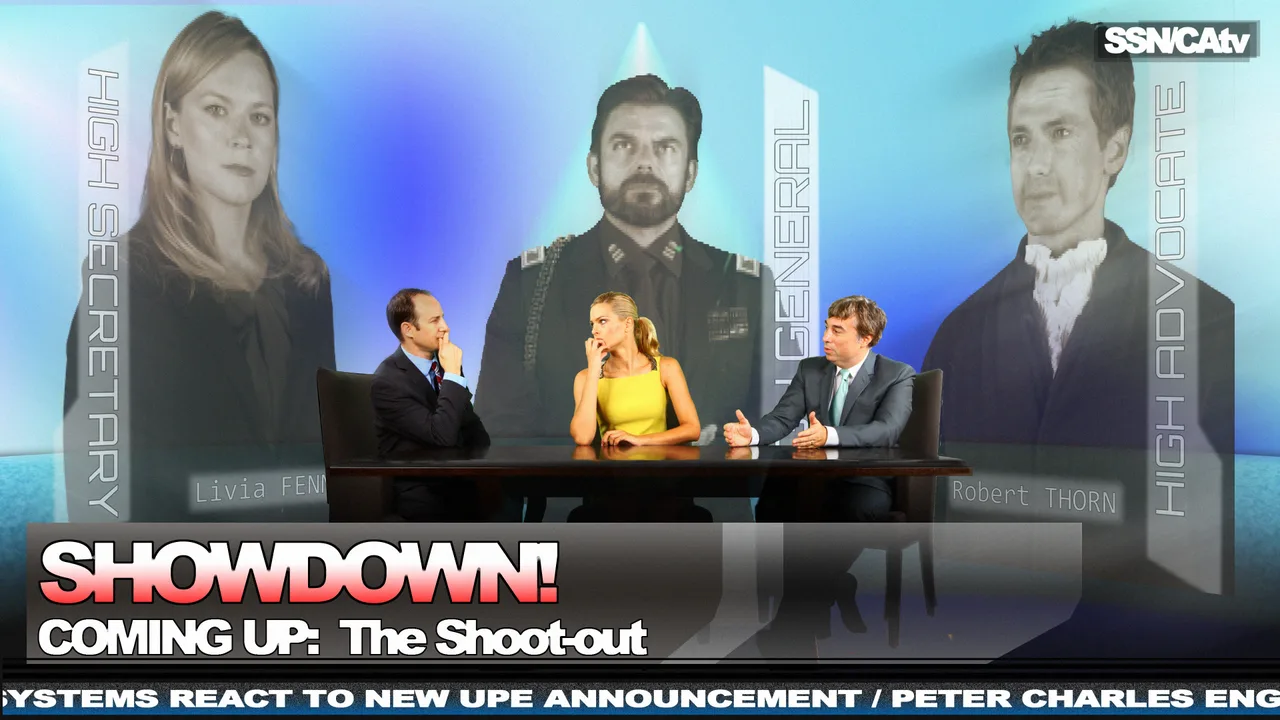 SSN/CAtv
HIGH SECRETARY
GENERAL
HIGH ADVOCATE
Livia FENN
Robert THORN
SHOWDOWN!
COMING UP: The Shoot-out
SYSTEMS REACT TO NEW UPE ANNOUNCEMENT / PETER CHARLES ENG